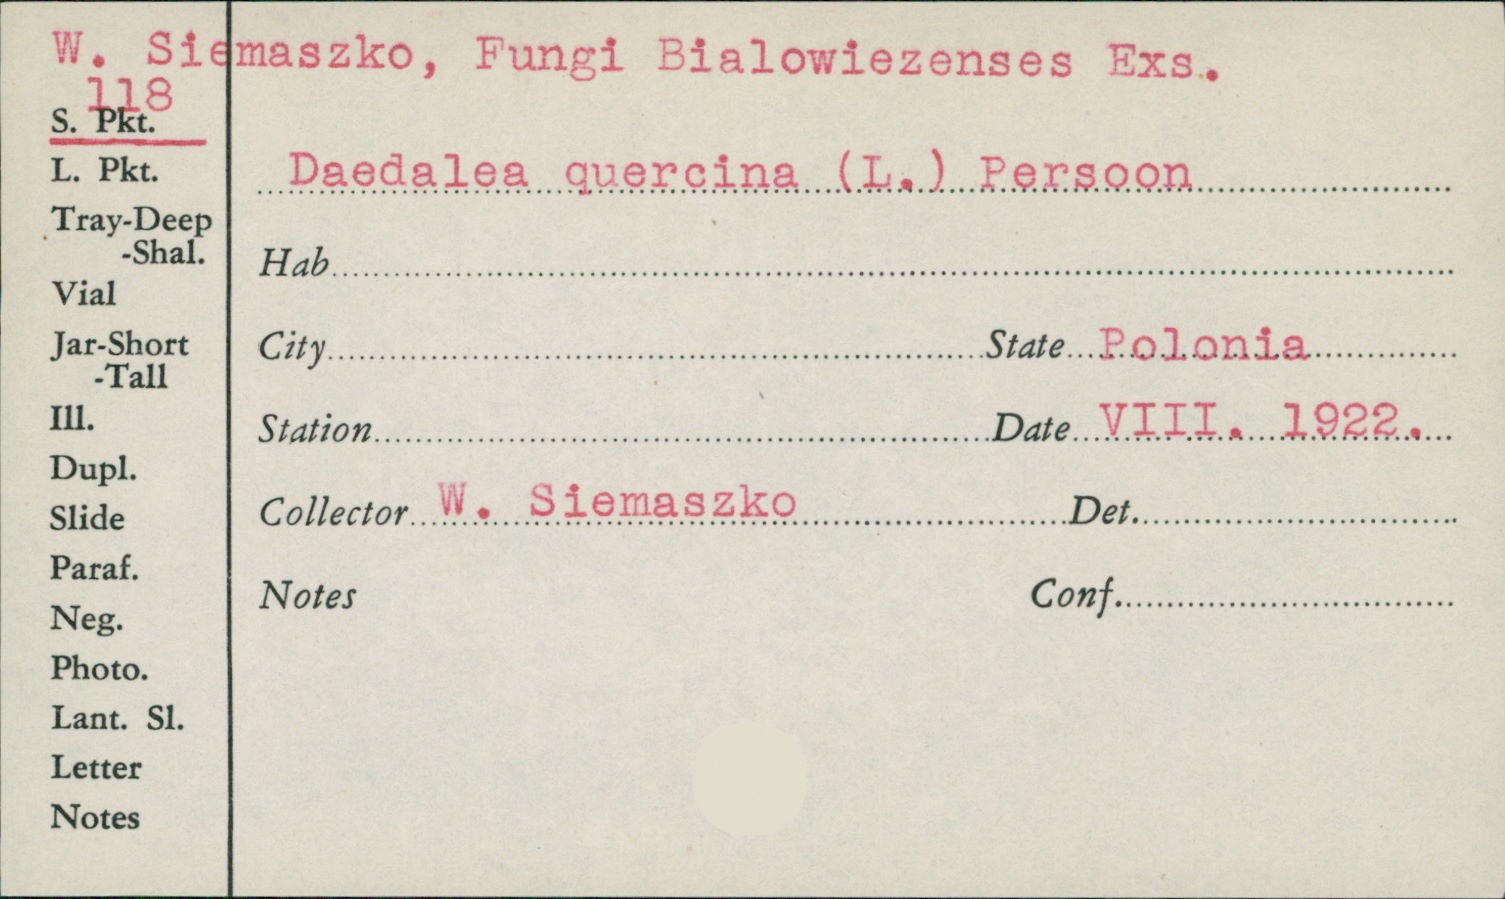 W. Siemaszko, Fungi Bialowiezenses Exs.
118
S. Pkt.
L. Pkt.
Daedalea quercina (L.) Persoon
Tray-Deep
-Shal.
Hab
Vial
Jar-Short
-Tall
City
State Polonia
Ill.
Station
Date VIII. 1922.
Dupl.
Slide
Collector W. Siemaszko
Det.
Paraf.
Neg.
Notes
Conf.
Photo.
Lant. Sl.
Letter
Notes